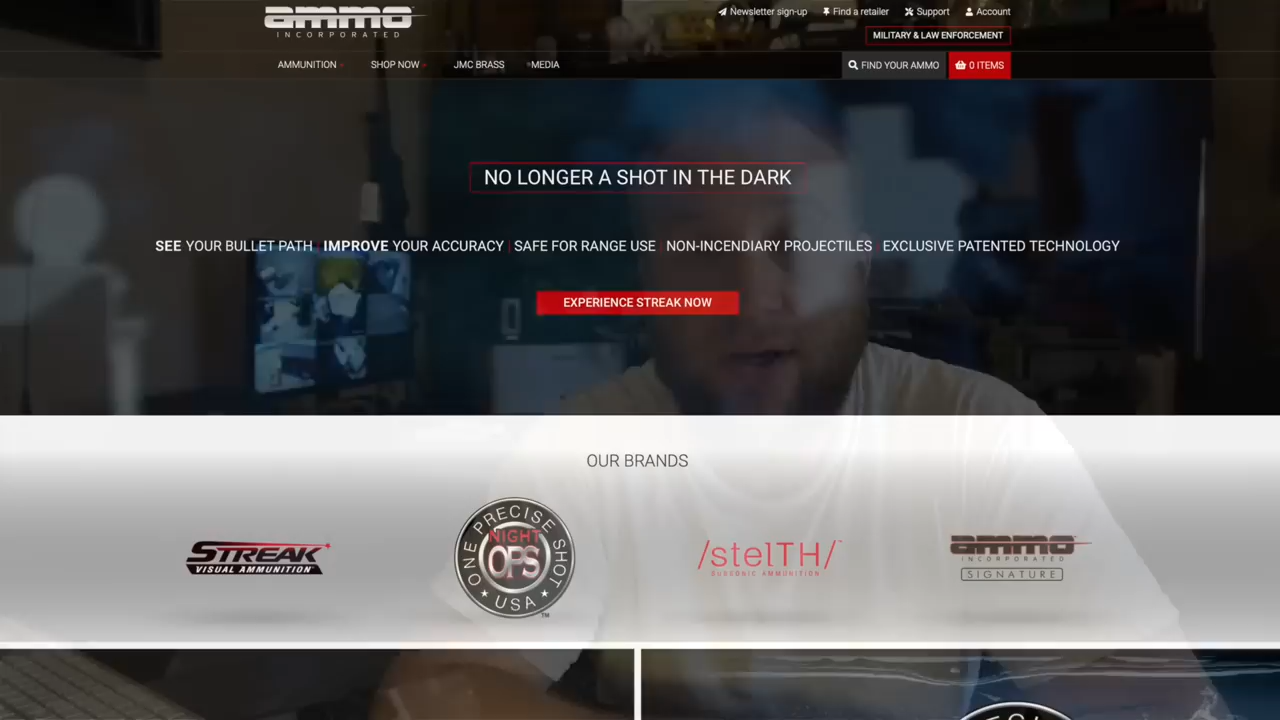 ammo
INCORPORATED
Newsletter sign-up
Find a retailer
Support
Account
MILITARY & LAW ENFORCEMENT
AMMUNITION
SHOP NOW
JMC BRASS
MEDIA
FIND YOUR AMMO
0 ITEMS
NO LONGER A SHOT IN THE DARK
SEE YOUR BULLET PATH | IMPROVE YOUR ACCURACY | SAFE FOR RANGE USE | NON-INCENDIARY PROJECTILES | EXCLUSIVE PATENTED TECHNOLOGY
EXPERIENCE STREAK NOW
OUR BRANDS
STREAK
VISUAL AMMUNITION™
ONE PRECISE SHOT
NIGHT
OPS
USA
TM
/stelTH/™
SUBSONIC AMMUNITION
ammo
INCORPORATED
SIGNATURE